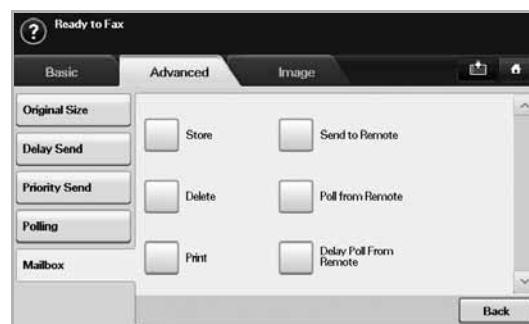 Ready to Fax
Basic
Advanced
Image
Original Size
Delay Send
Priority Send
Polling
Mailbox
Store
Send to Remote
Delete
Poll from Remote
Print
Delay Poll From
Remote
Back